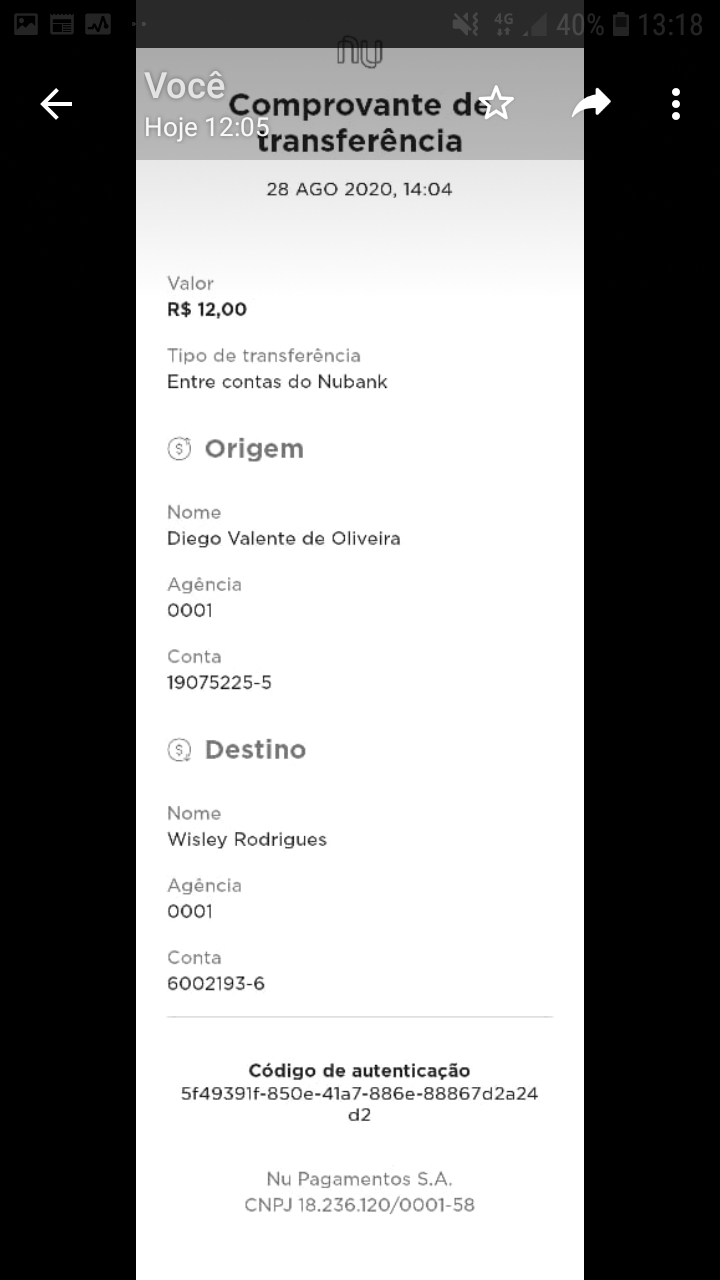 4G 40% 13:18
nu
Você
Hoje 12:05
Comprovante de
transferência
28 AGO 2020, 14:04
Valor
R$ 12,00
Tipo de transferência
Entre contas do Nubank
Origem
Nome
Diego Valente de Oliveira
Agência
0001
Conta
19075225-5
Destino
Nome
Wisley Rodrigues
Agência
0001
Conta
6002193-6
Código de autenticação
5f49391f-850e-41a7-886e-88867d2a24
d2
Nu Pagamentos S.A.
CNPJ 18.236.120/0001-58